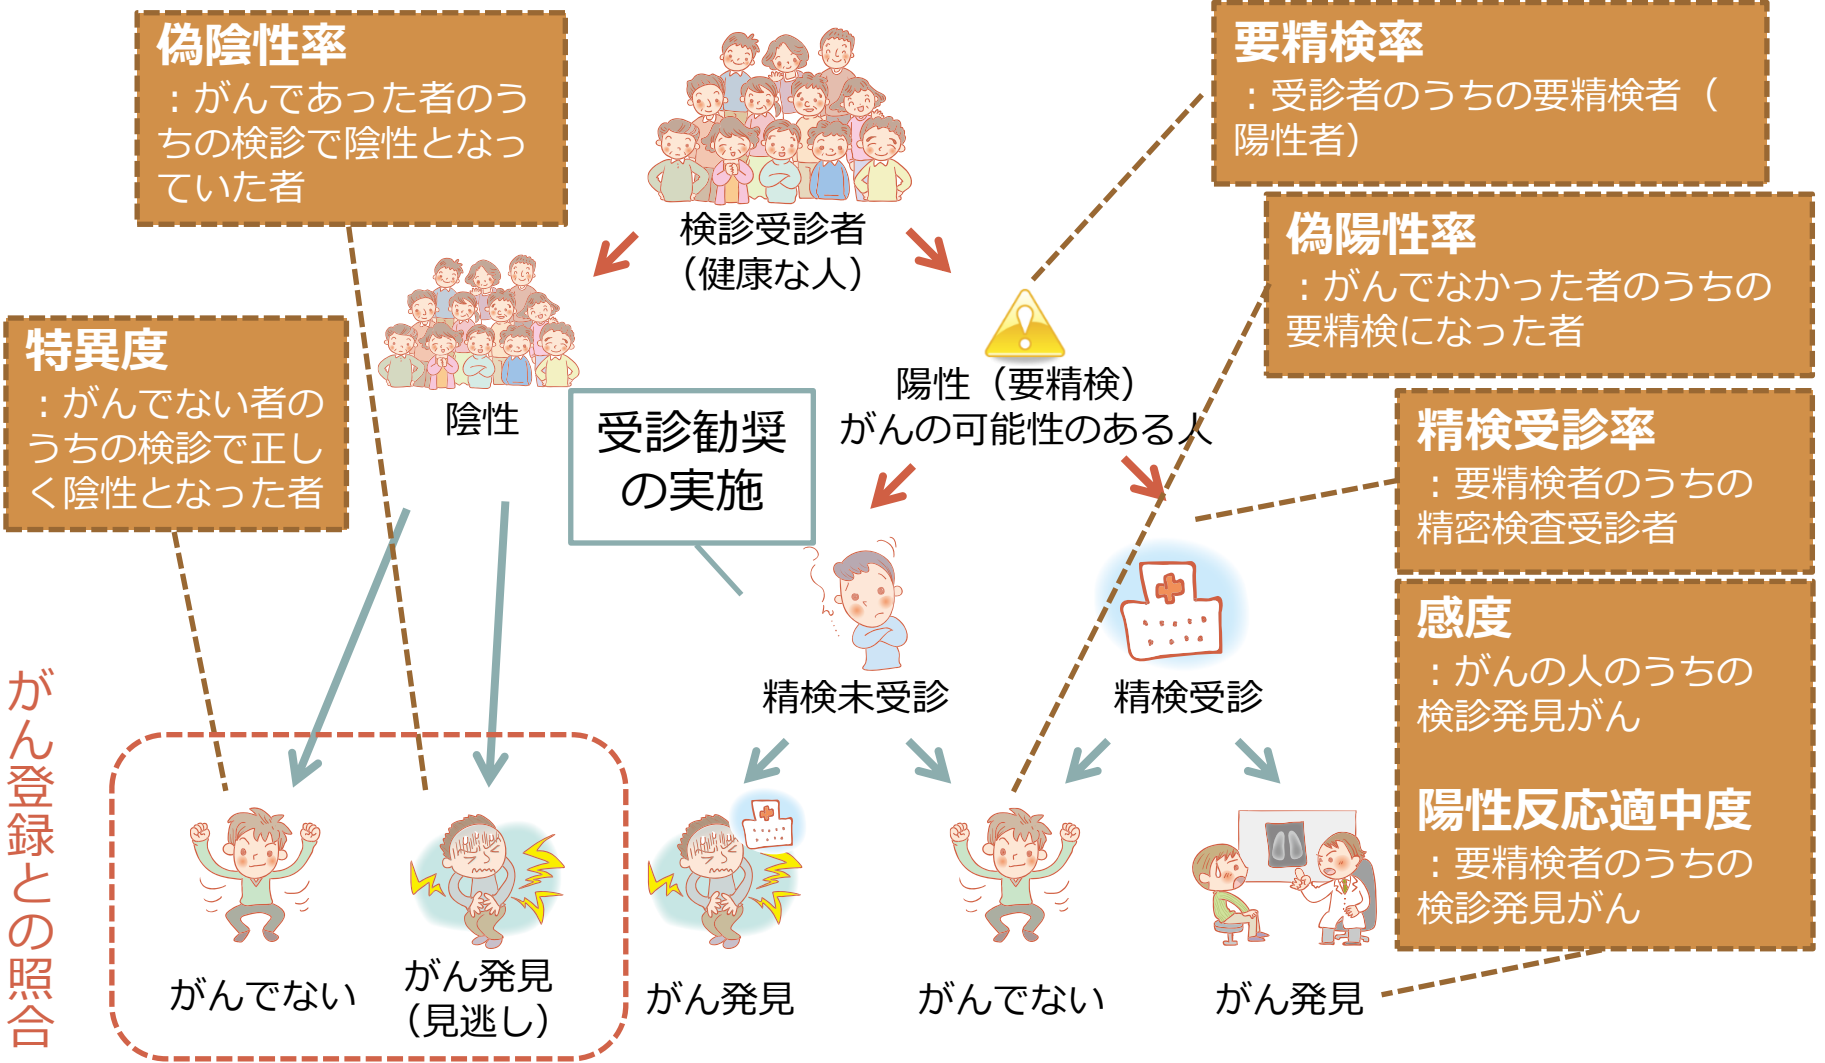 偽陰性率
：がんであった者のう
ちの検診で陰性となっ
ていた者
要精検率
：受診者のうちの要精検者（
陽性者）
検診受診者
（健康な人）
偽陽性率
：がんでなかった者のうちの
要精検になった者
特異度
：がんでない者の
うちの検診で正し
く陰性となった者
陰性
受診勧奨
の実施
陽性（要精検）
がんの可能性のある人
精検受診率
：要精検者のうちの
精密検査受診者
精検未受診
精検受診
感度
：がんの人のうちの
検診発見がん
陽性反応適中度
：要精検者のうちの
検診発見がん
がん登録との照合
がんでない
がん発見
（見逃し）
がん発見
がんでない
がん発見